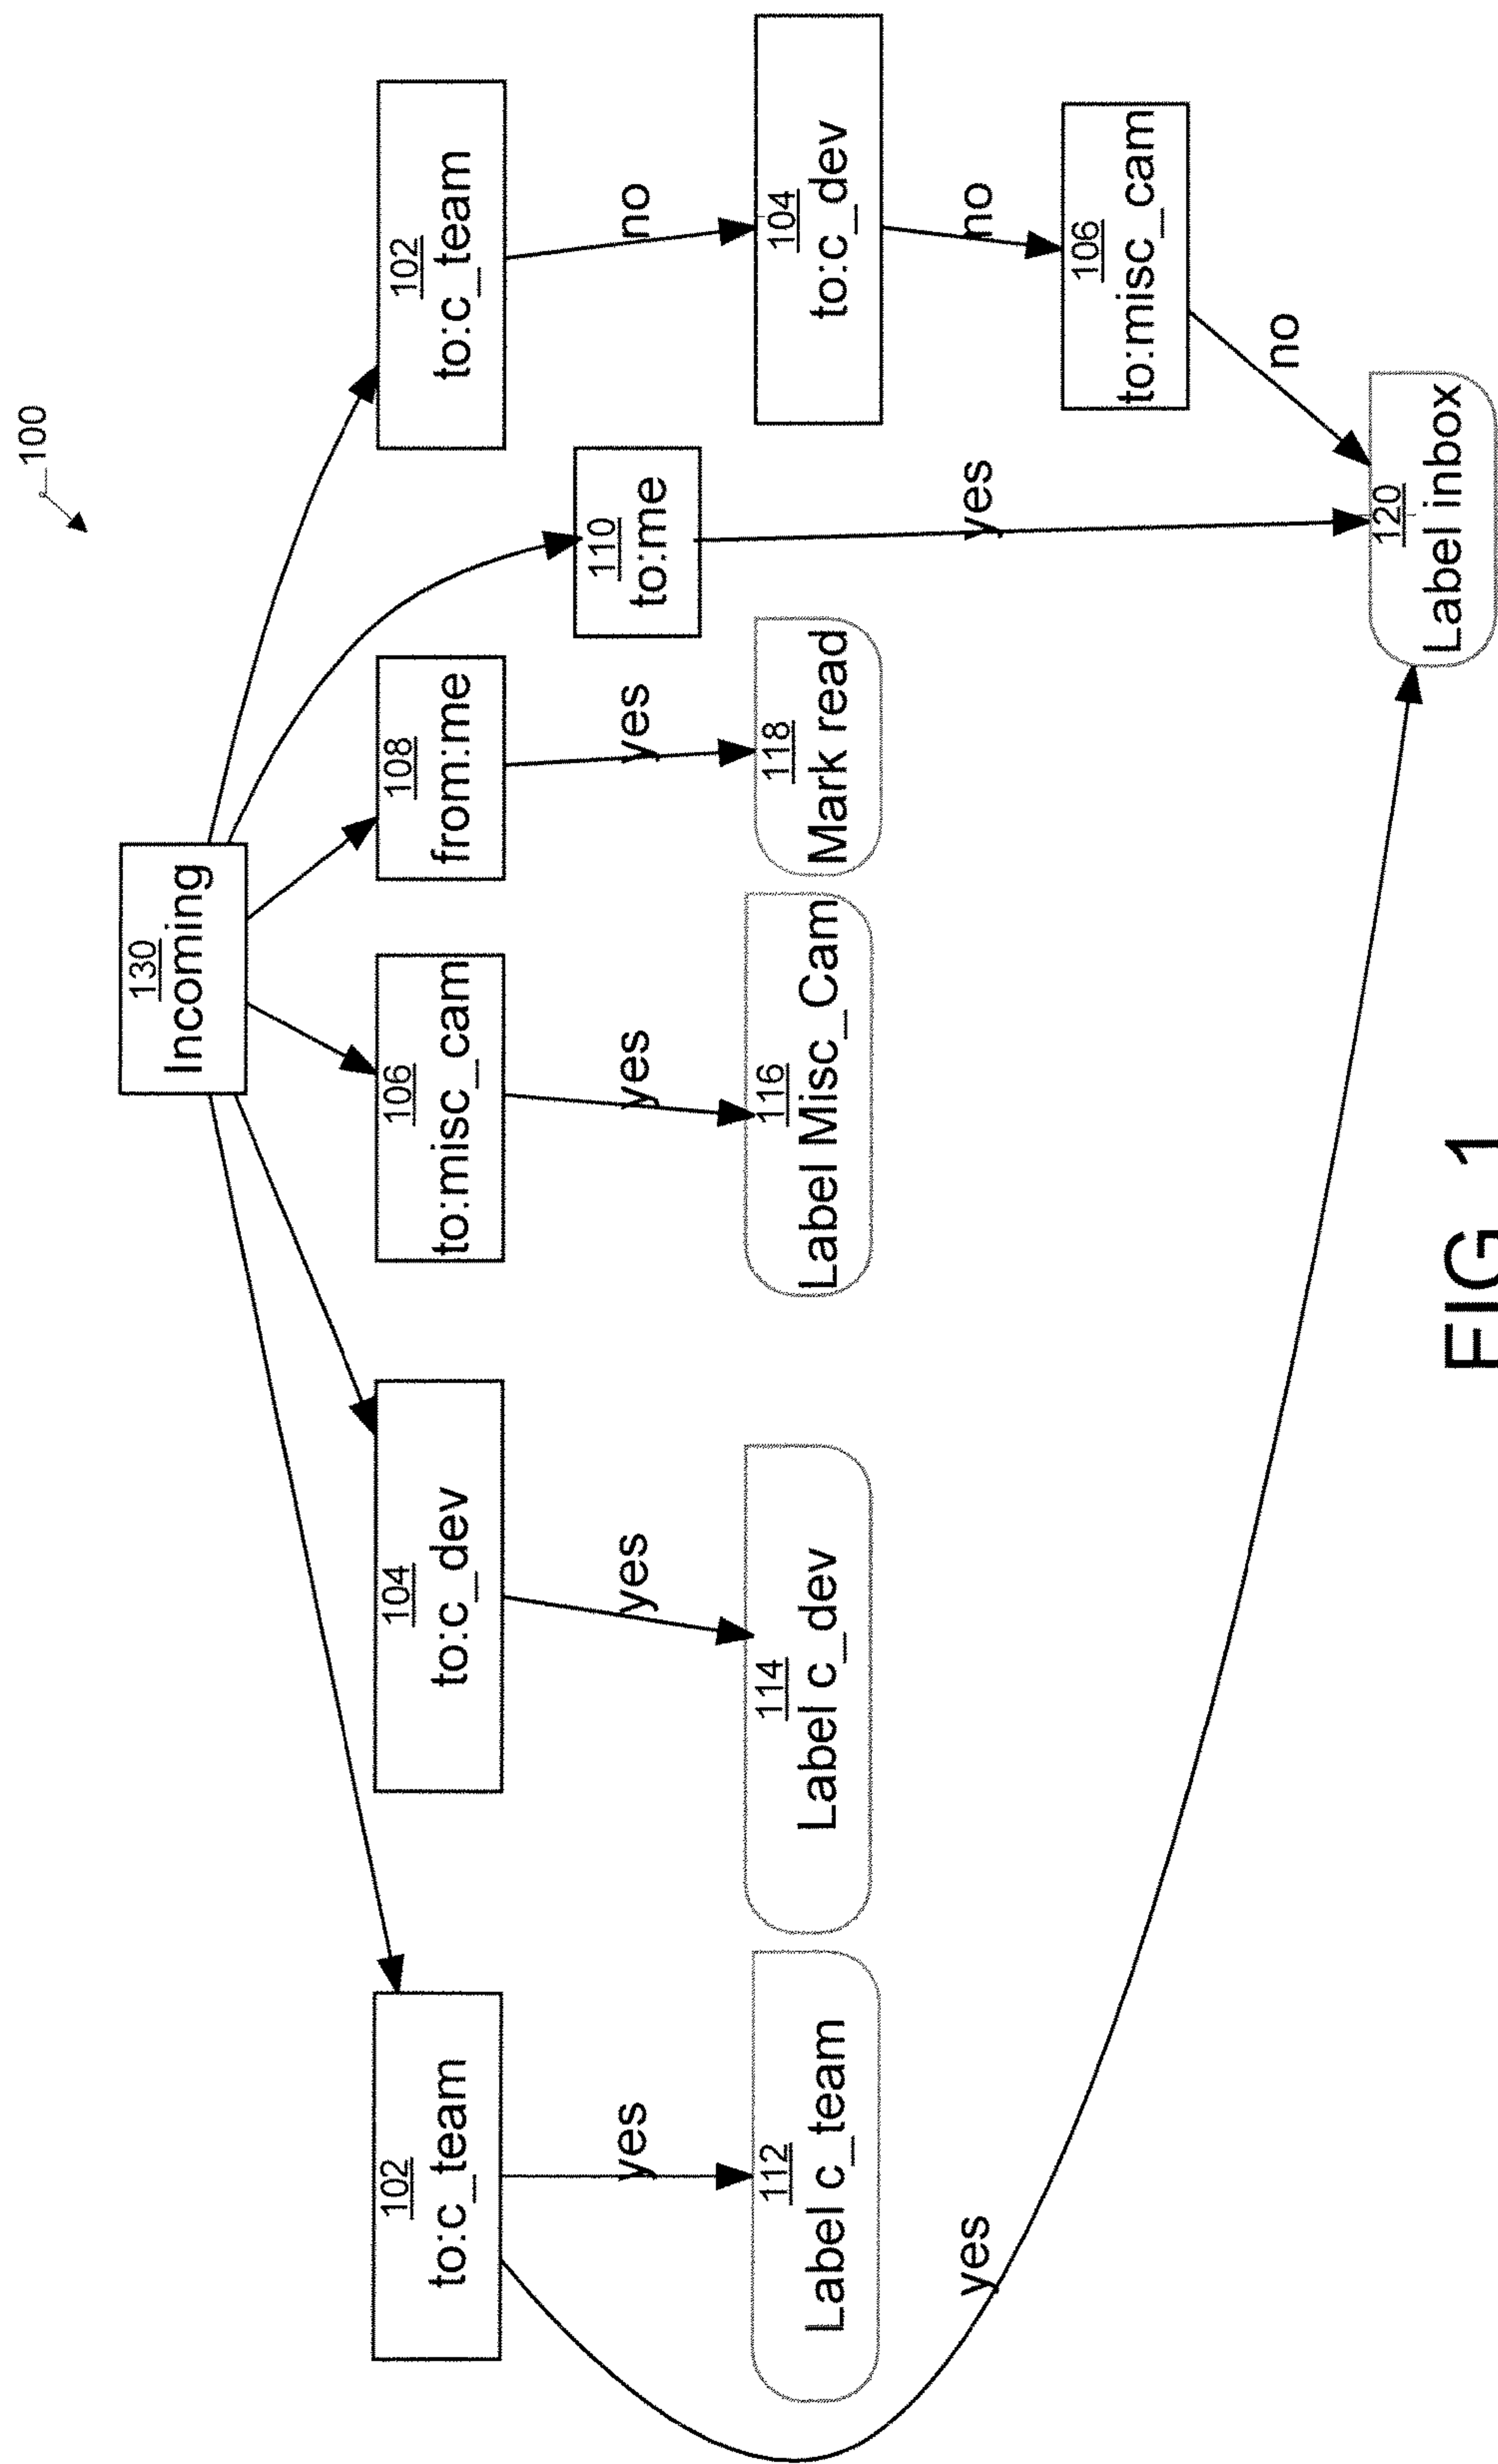 100
130
Incoming
102
to:c_team
104
to:c_dev
106
to:misc_cam
108
from:me
102
to:c_team
110
to:me
yes
yes
yes
yes
no
112
Label c_team
114
Label c_dev
116
Label Misc_Cam
118
Mark read
104
to:c_dev
yes
yes
no
106
to:misc_cam
no
120
Label inbox
FIG. 1